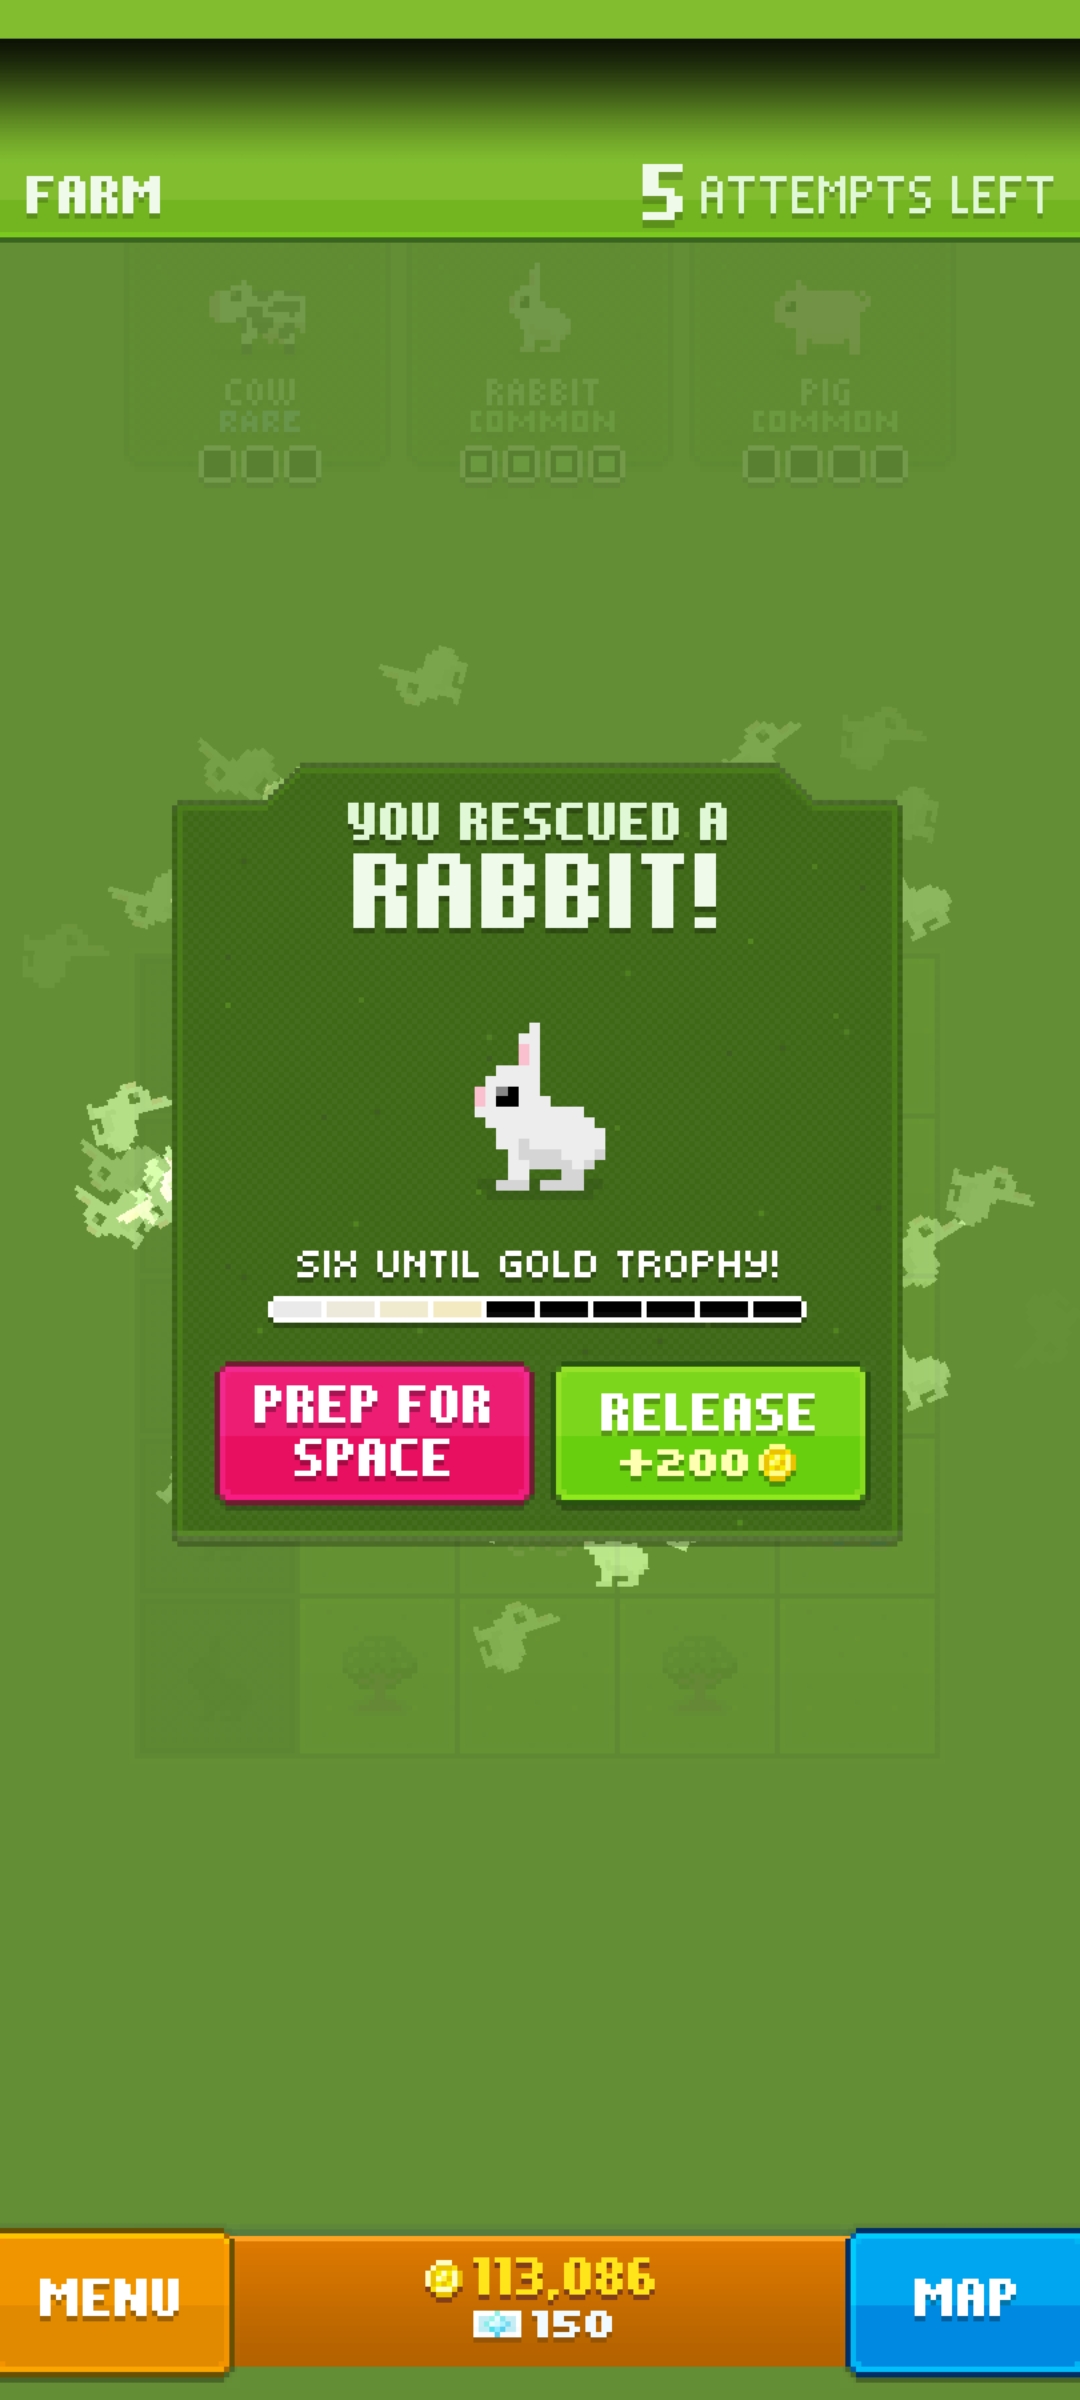 FARM
5 ATTEMPTS LEFT
COW
RARE
RABBIT
COMMON
PIG
COMMON
YOU RESCUED A
RABBIT!
SIX UNTIL GOLD TROPHY!
PREP FOR
SPACE
RELEASE
+200
MENU
113,086
150
MAP